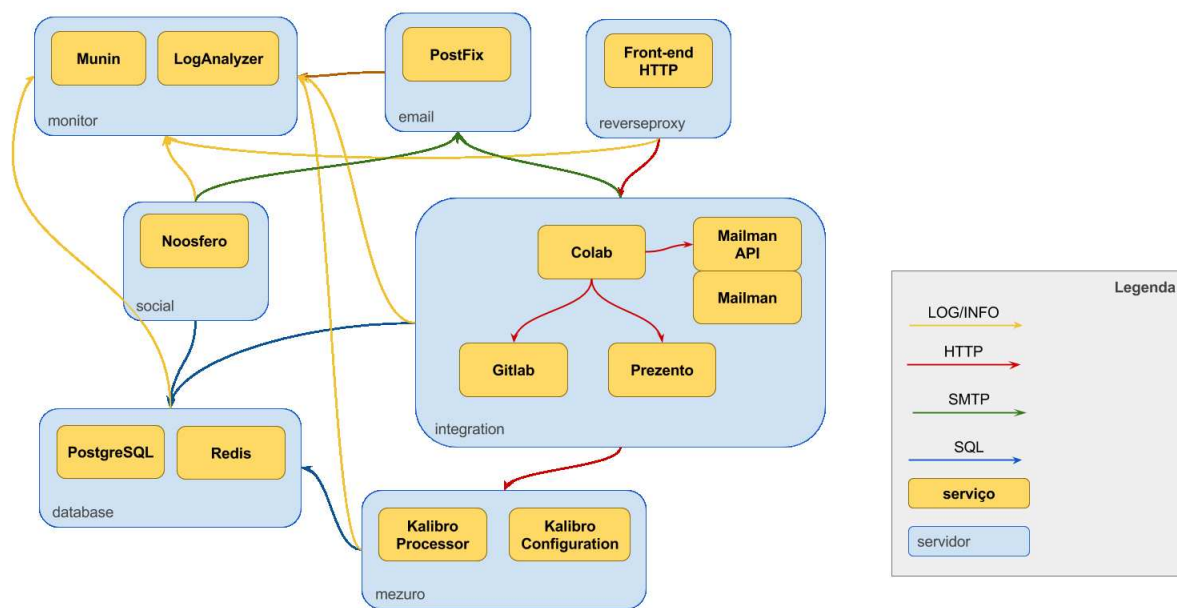 Munin
LogAnalyzer
monitor
PostFix
email
Front-end
HTTP
reverseproxy
Noosfero
social
Colab
Mailman
API
Mailman
Gitlab
Prezento
integration
PostgreSQL
Redis
database
Kalibro
Processor
Kalibro
Configuration
mezuro
Legenda
LOG/INFO
HTTP
SMTP
SQL
serviço
servidor